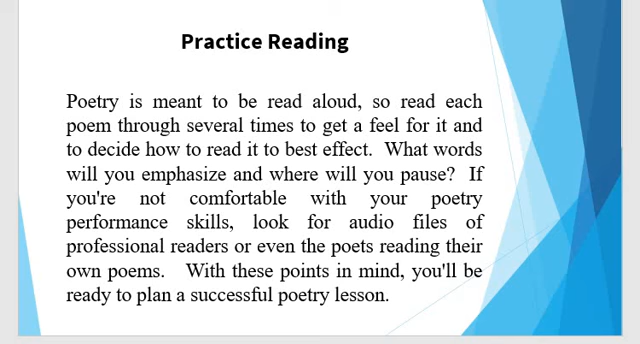 Practice Reading
Poetry is meant to be read aloud, so read each
poem through several times to get a feel for it and
to decide how to read it to best effect.  What words
will you emphasize and where will you pause?  If
you're not comfortable with your poetry
performance skills, look for audio files of
professional readers or even the poets reading their
own poems.  With these points in mind, you'll be
ready to plan a successful poetry lesson.